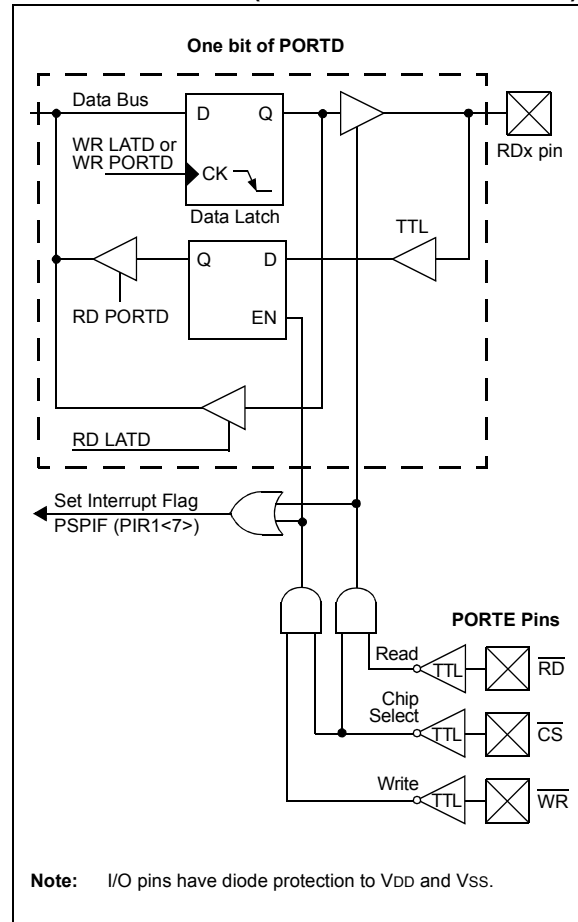 One bit of PORTD
Data Bus
D Q
WR LATD or
WR PORTD
CK
RDx pin
Data Latch
TTL
Q D
RD PORTD
EN
RD LATD
Set Interrupt Flag
PSPIF (PIR1<7>)
PORTE Pins
Read
TTL
RD
Chip
Select
TTL
CS
Write
TTL
WR
Note: I/O pins have diode protection to VDD and VSS.